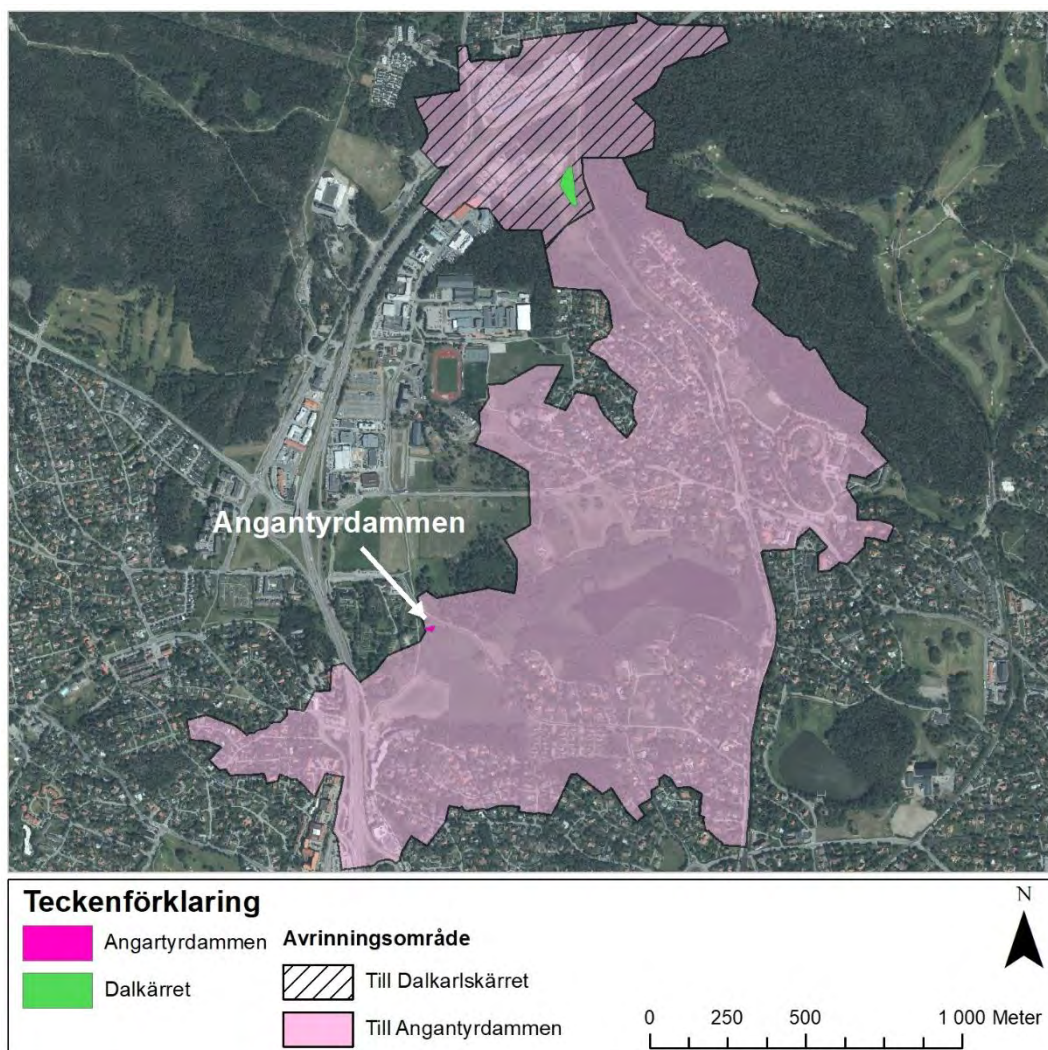 Angantyrdammen
Teckenförklaring
Angartyrdammen
Dalkärret
Avrinningsområde
Till Dalkarlskärret
Till Angantyrdammen
N
0 250 500 1 000 Meter